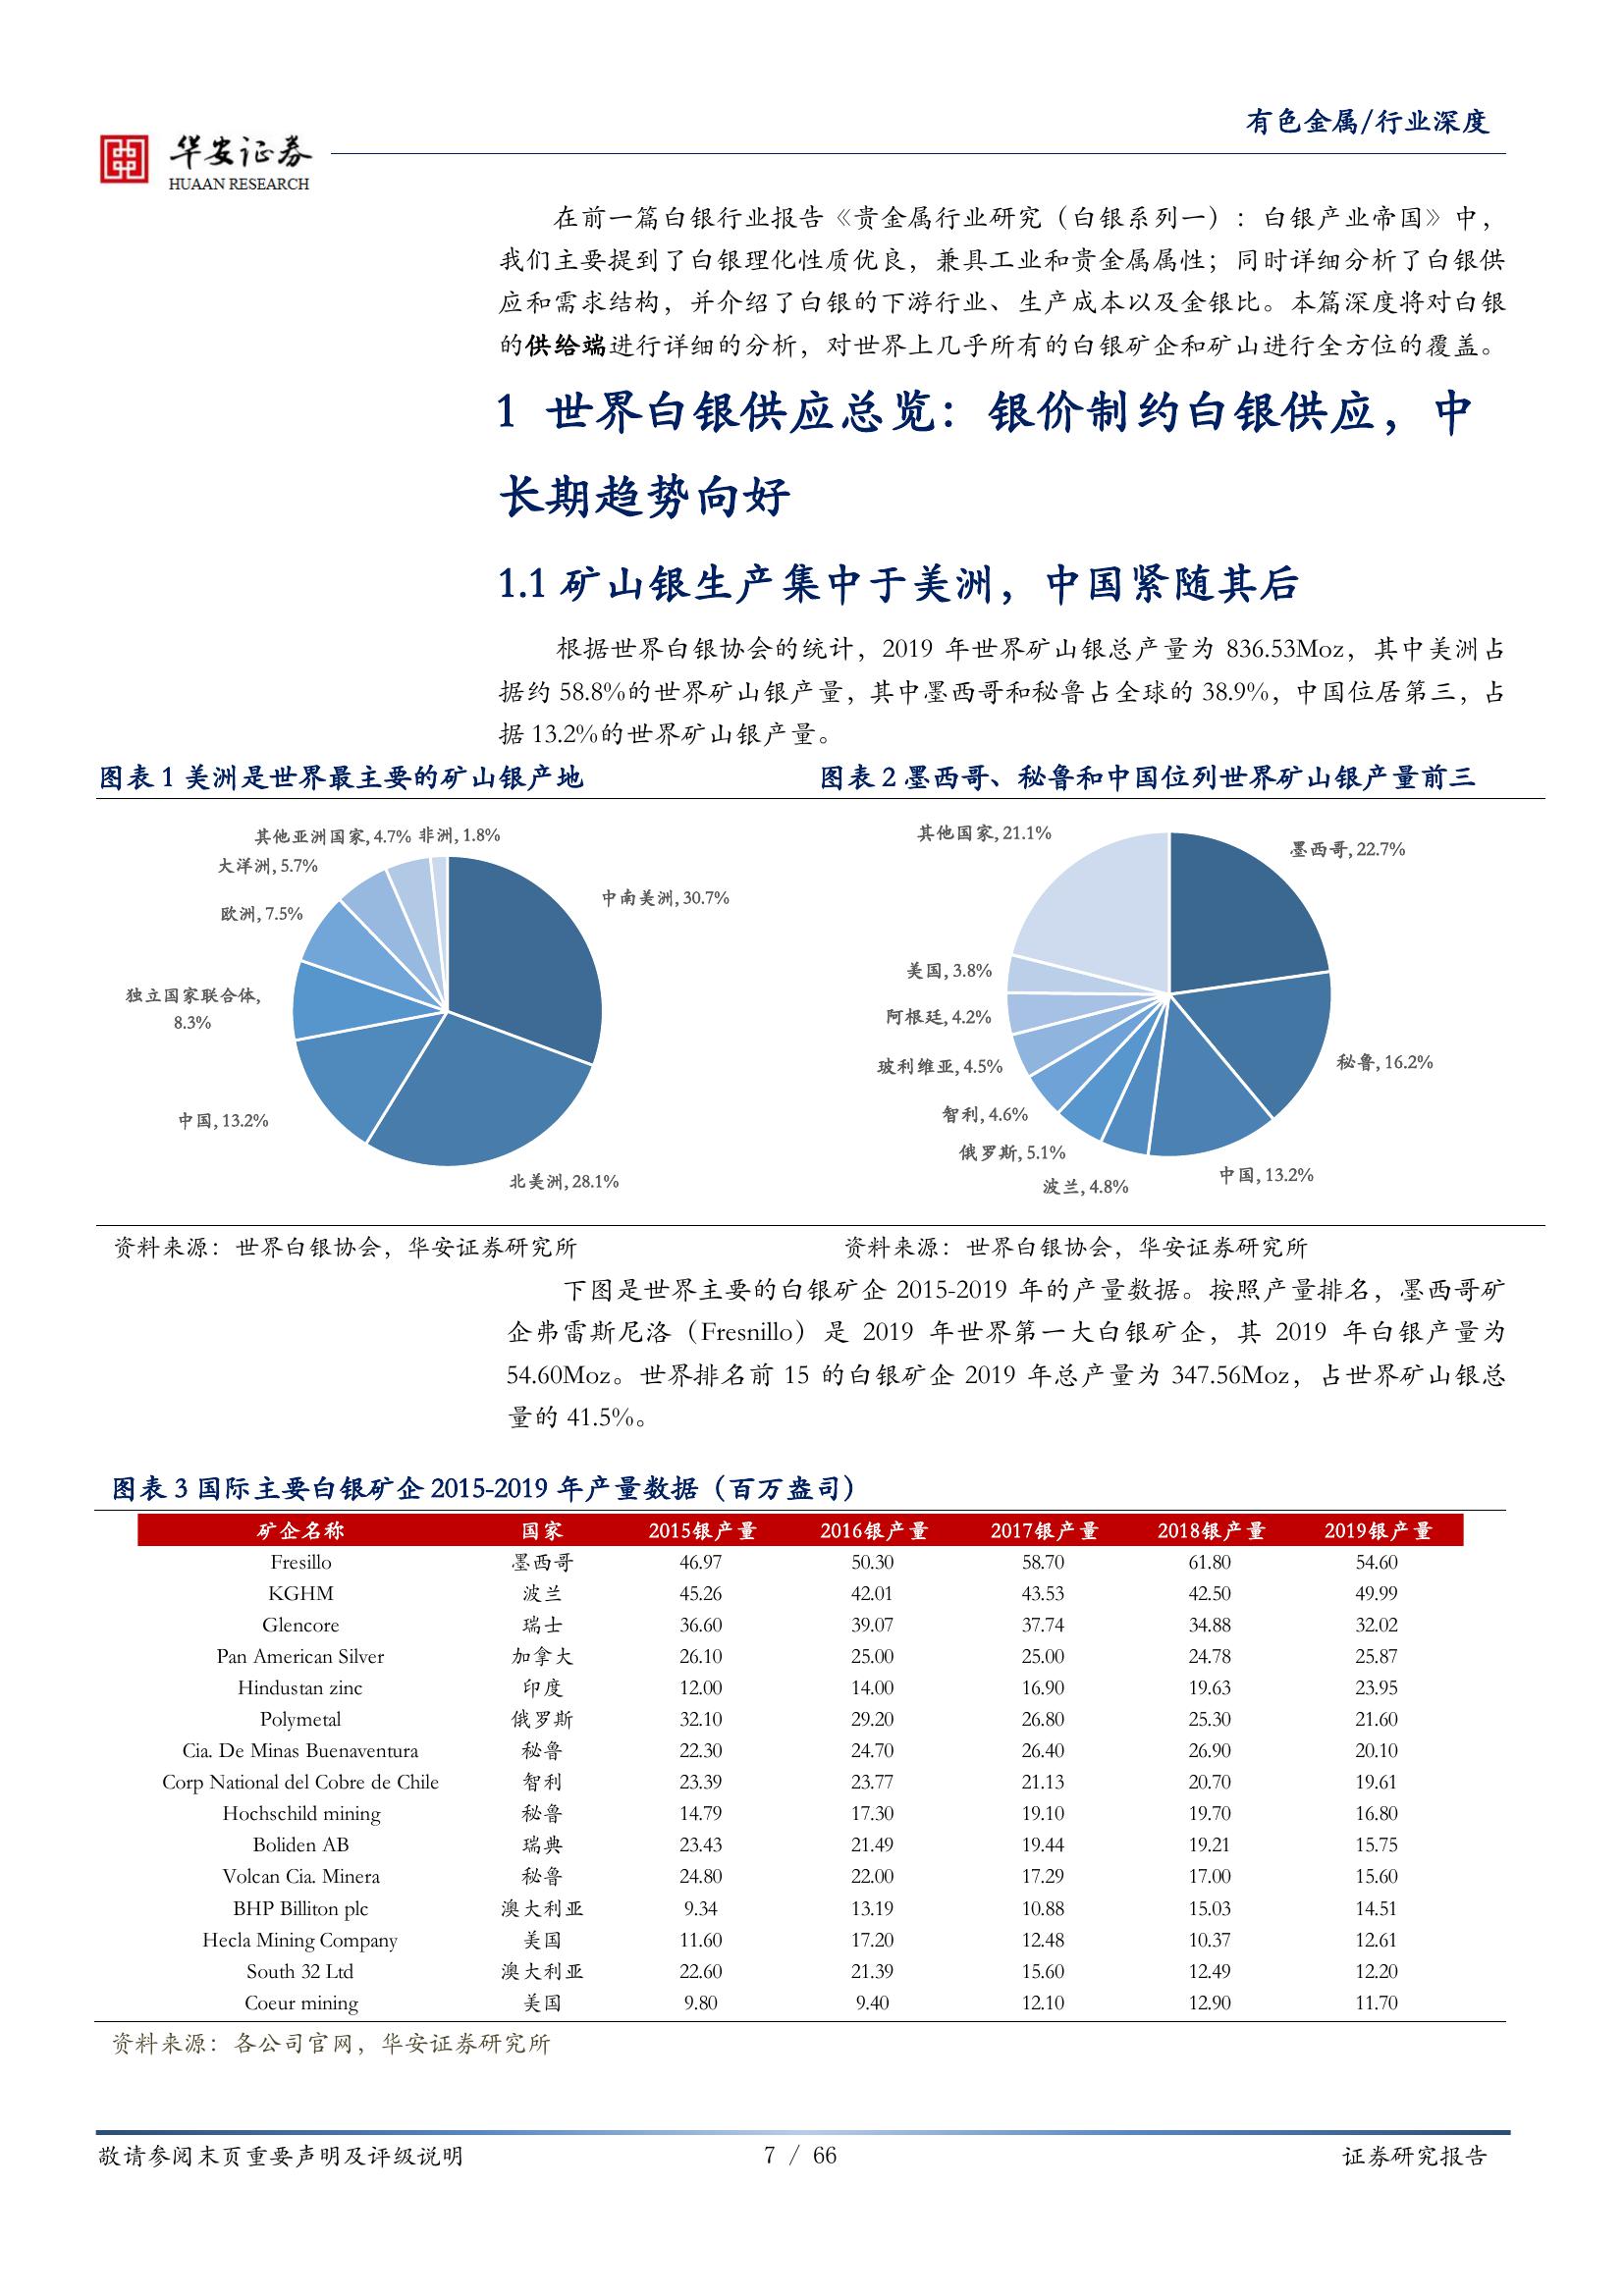 有色金属/行业深度
华安证券
HUAAN RESEARCH
在前一篇白银行业报告《贵金属行业研究（白银系列一）：白银产业帝国》中，
我们主要提到了白银理化性质优良，兼具工业和贵金属属性；同时详细分析了白银供
应和需求结构，并介绍了白银的下游行业、生产成本以及金银比。本篇深度将对白银
的供给端进行详细的分析，对世界上几乎所有的白银矿企和矿山进行全方位的覆盖。
1 世界白银供应总览：银价制约白银供应，中
长期趋势向好
1.1 矿山银生产集中于美洲，中国紧随其后
根据世界白银协会的统计，2019 年世界矿山银总产量为 836.53Moz，其中美洲占
据约 58.8%的世界矿山银产量，其中墨西哥和秘鲁占全球的 38.9%，中国位居第三，占
据 13.2%的世界矿山银产量。
图表 1 美洲是世界最主要的矿山银产地
其他亚洲国家, 4.7% 非洲, 1.8%
大洋洲, 5.7%
中南美洲, 30.7%
欧洲, 7.5%
独立国家联合体,
8.3%
中国, 13.2%
北美洲, 28.1%
资料来源：世界白银协会，华安证券研究所
图表 2 墨西哥、秘鲁和中国位列世界矿山银产量前三
其他国家, 21.1%
墨西哥, 22.7%
美国, 3.8%
阿根廷, 4.2%
玻利维亚, 4.5%
秘鲁, 16.2%
智利, 4.6%
俄罗斯, 5.1%
波兰, 4.8%
中国, 13.2%
资料来源：世界白银协会，华安证券研究所
下图是世界主要的白银矿企 2015-2019 年的产量数据。按照产量排名，墨西哥矿
企弗雷斯尼洛（Fresnillo）是 2019 年世界第一大白银矿企，其 2019 年白银产量为
54.60Moz。世界排名前 15 的白银矿企 2019 年总产量为 347.56Moz，占世界矿山银总
量的 41.5%。
图表 3 国际主要白银矿企 2015-2019 年产量数据（百万盎司）
矿企名称 国家 2015银产量 2016银产量 2017银产量 2018银产量 2019银产量
Fresillo 墨西哥 46.97 50.30 58.70 61.80 54.60
KGHM 波兰 45.26 42.01 43.53 42.50 49.99
Glencore 瑞士 36.60 39.07 37.74 34.88 32.02
Pan American Silver 加拿大 26.10 25.00 25.00 24.78 25.87
Hindustan zinc 印度 12.00 14.00 16.90 19.63 23.95
Polymetal 俄罗斯 32.10 29.20 26.80 25.30 21.60
Cia. De Minas Buenaventura 秘鲁 22.30 24.70 26.40 26.90 20.10
Corp National del Cobre de Chile 智利 23.39 23.77 21.13 20.70 19.61
Hochschild mining 秘鲁 14.79 17.30 19.10 19.70 16.80
Boliden AB 瑞典 23.43 21.49 19.44 19.21 15.75
Volcan Cia. Minera 秘鲁 24.80 22.00 17.29 17.00 15.60
BHP Billiton plc 澳大利亚 9.34 13.19 10.88 15.03 14.51
Hecla Mining Company 美国 11.60 17.20 12.48 10.37 12.61
South 32 Ltd 澳大利亚 22.60 21.39 15.60 12.49 12.20
Coeur mining 美国 9.80 9.40 12.10 12.90 11.70
资料来源：各公司官网，华安证券研究所
敬请参阅末页重要声明及评级说明 7 / 66 证券研究报告